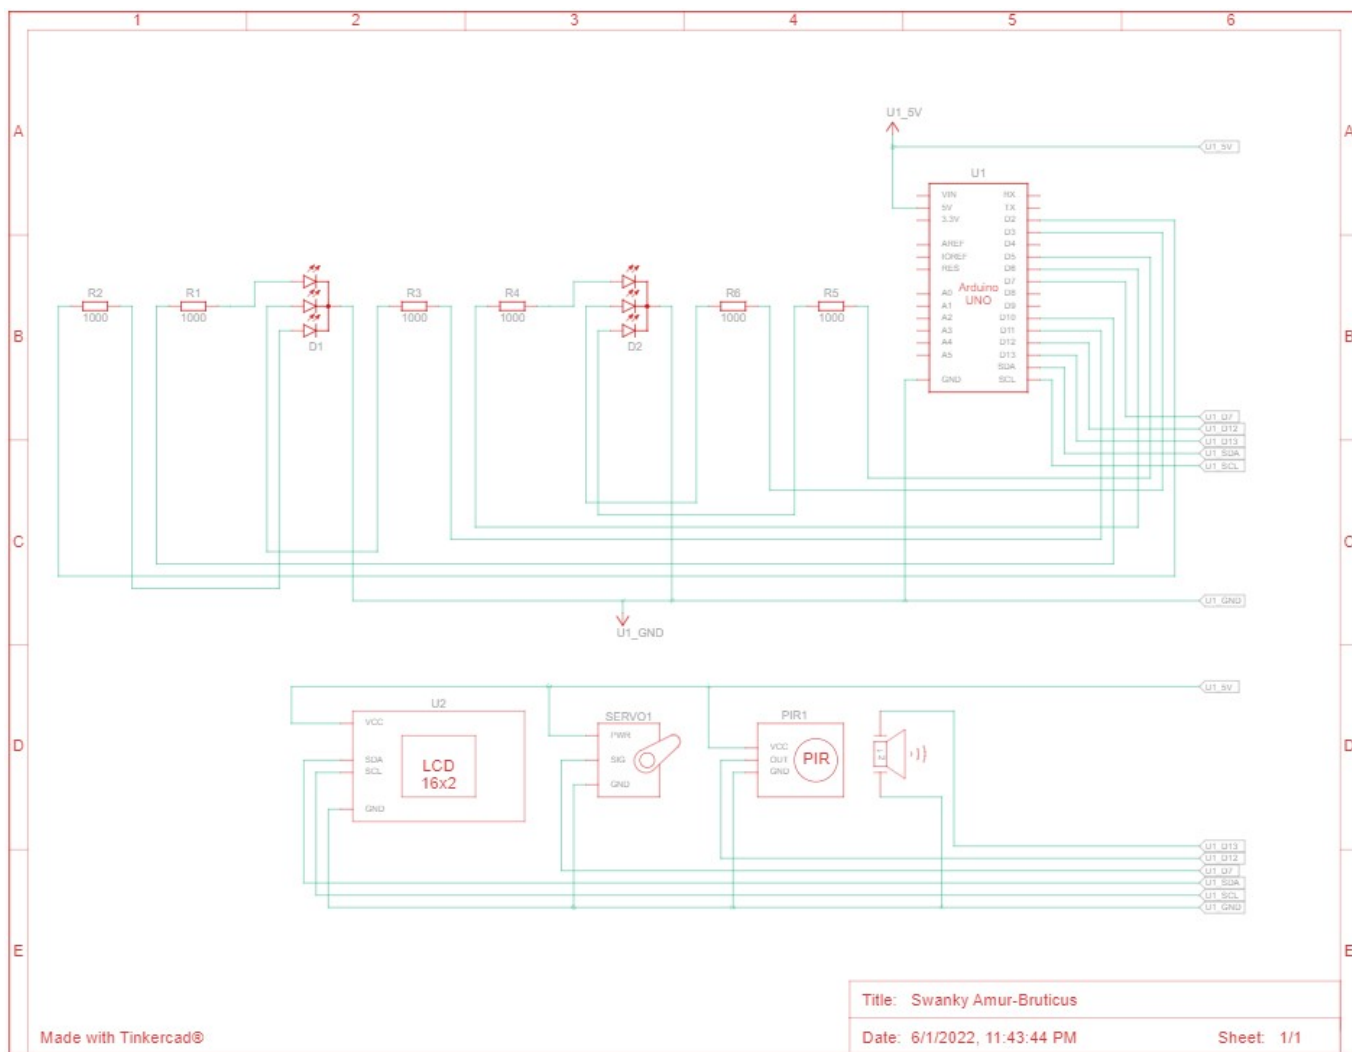 1 2 3 4 5 6
A A
B B
C C
D D
E E
U1_5V
U1_5V
U1
VIN RX
5V TX
3.3V D2
D3
AREF D4
IOREF D5
RES D6
D7
A0 D8
Arduino
UNO
A1 D9
A2 D10
A3 D11
A4 D12
A5 D13
SDA
GND SCL
R2 R1 R3 R4 R6 R5
1000 1000 1000 1000 1000 1000
D1 D2
U1_D7
U1_D12
U1_D13
U1_SDA
U1_SCL
U1_GND
U1_GND
U1_5V
U2
VCC
SDA
SCL
GND
LCD
16x2
SERVO1
PWR
SIG
GND
PIR1
VCC
OUT
GND
PIR
U1_D13
U1_D12
U1_D7
U1_SDA
U1_SCL
U1_GND
Title: Swanky Amur-Bruticus
Made with Tinkercad®
Date: 6/1/2022, 11:43:44 PM Sheet: 1/1